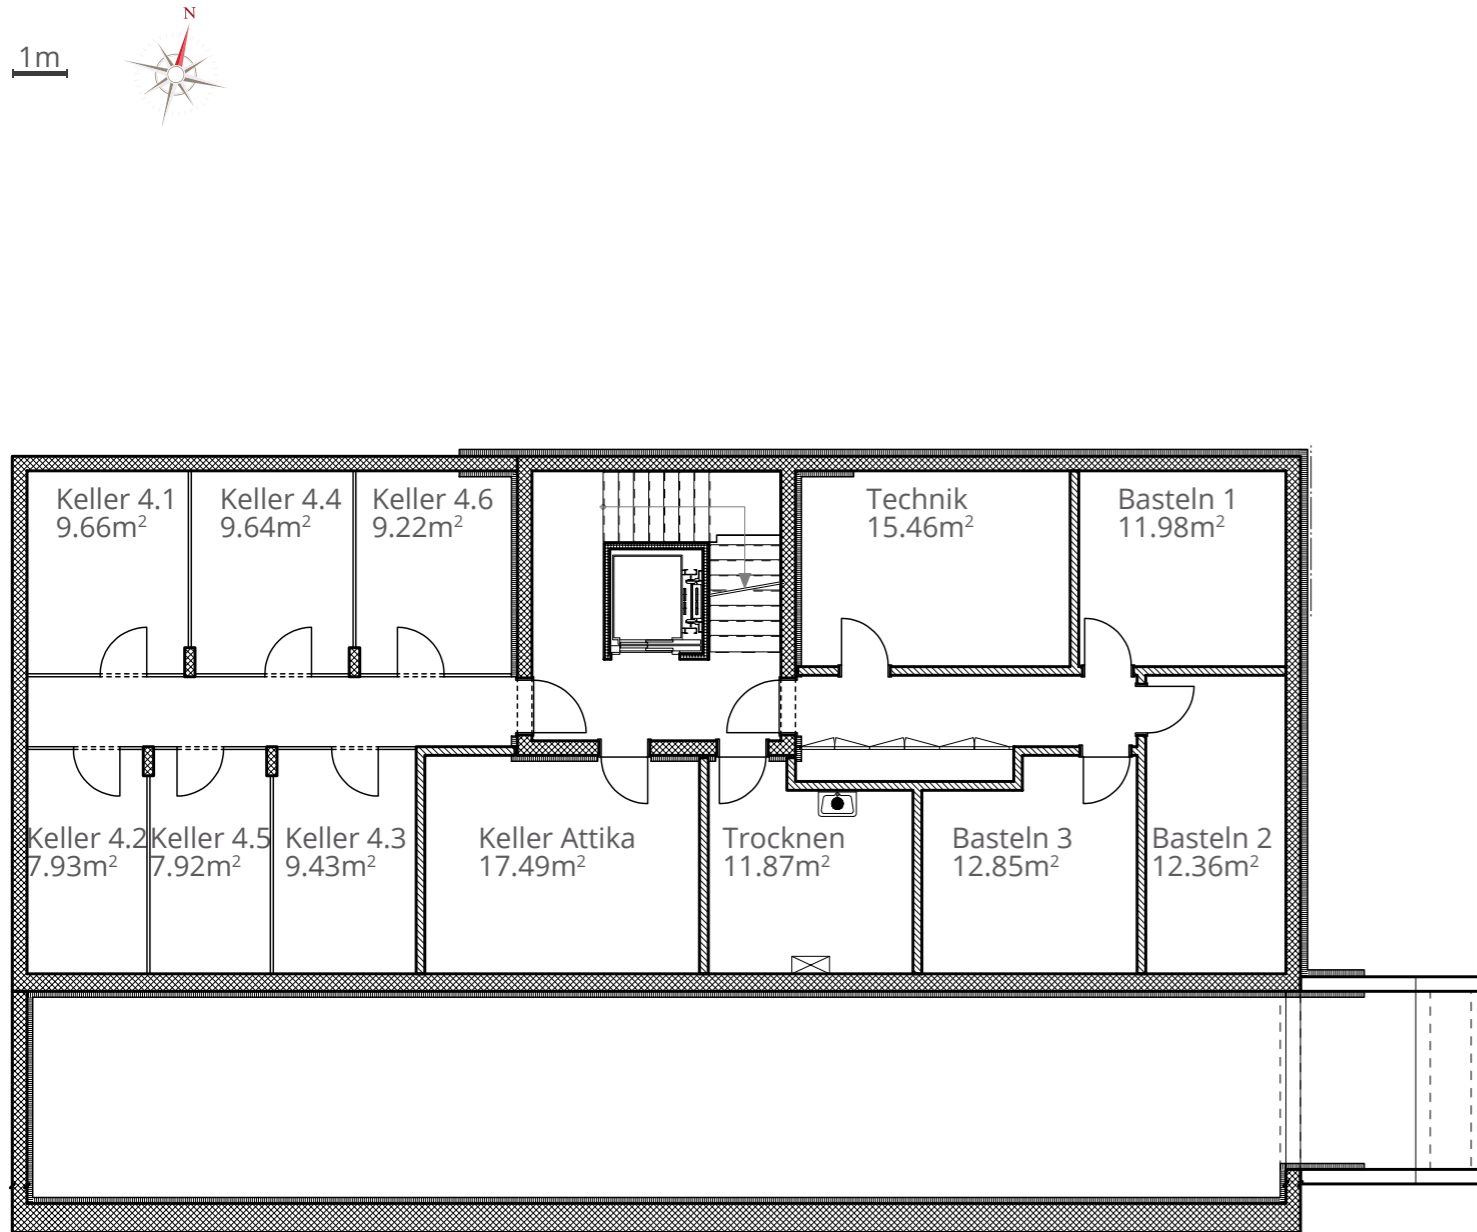 N
1m
Keller 4.1
9.66m²
Keller 4.4
9.64m²
Keller 4.6
9.22m²
Technik
15.46m²
Basteln 1
11.98m²
Keller 4.2
7.93m²
Keller 4.5
7.92m²
Keller 4.3
9.43m²
Keller Attika
17.49m²
Trocknen
11.87m²
Basteln 3
12.85m²
Basteln 2
12.36m²